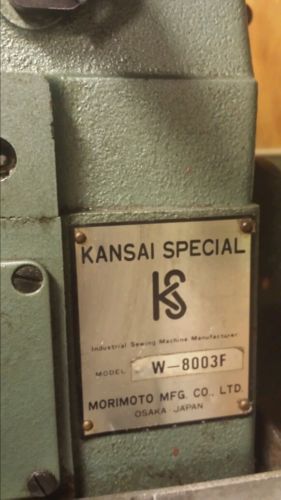 KANSAI SPECIAL
KS
Industrial Sewing Machine Manufacturer
MODEL W-8003F
MORIMOTO MFG. CO., LTD.
OSAKA JAPAN